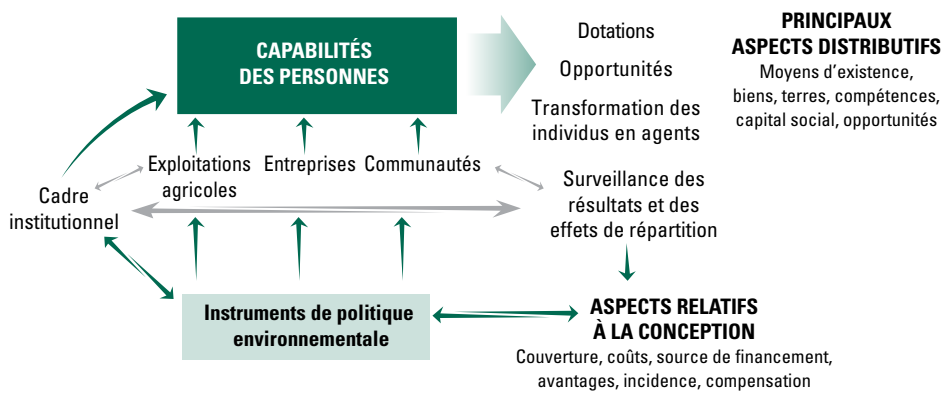 CAPABILITÉS
DES PERSONNES
Dotations
Opportunités
Transformation des
individus en agents
PRINCIPAUX
ASPECTS DISTRIBUTIFS
Moyens d’existence,
biens, terres, compétences,
capital social, opportunités
Exploitations
agricoles
Entreprises
Communautés
Cadre
institutionnel
Surveillance des
résultats et des
effets de répartition
Instruments de politique
environnementale
ASPECTS RELATIFS
À LA CONCEPTION
Couverture, coûts, source de financement,
avantages, incidence, compensation